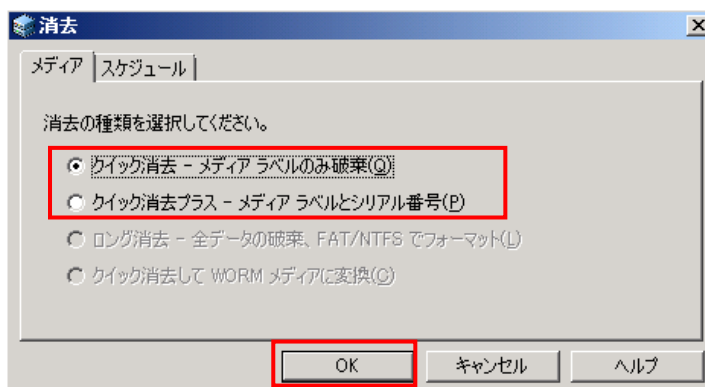 消去
メディア スケジュール
消去の種類を選択してください。
クイック消去 - メディア ラベルのみ破棄(Q)
クイック消去プラス - メディア ラベルとシリアル番号(P)
ロング消去 - 全データの破棄、FAT/NTFS でフォーマット(L)
クイック消去して WORM メディアに変換(C)
OK キャンセル ヘルプ